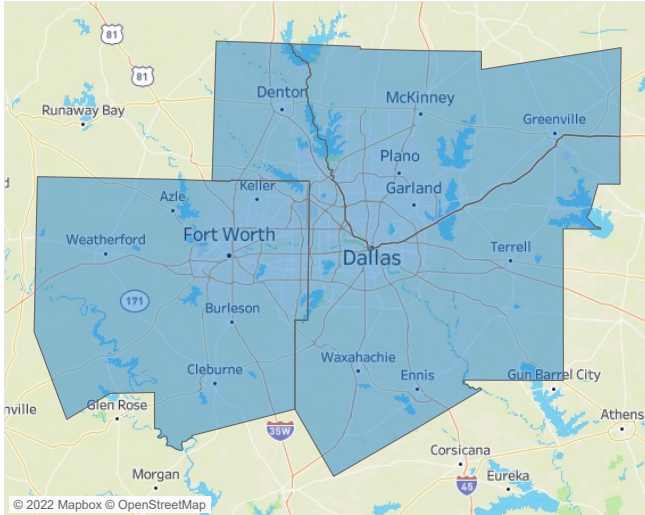 81
81
Runaway Bay
Denton
McKinney
Greenville
Plano
Garland
Keller
Azle
Weatherford
Fort Worth
Dallas
Terrell
171
Burleson
Waxahachie
Cleburne
Ennis
Gun Barrel City
nville
Glen Rose
Athens
35W
Corsicana
Morgan
Eureka
45
© 2022 Mapbox © OpenStreetMap